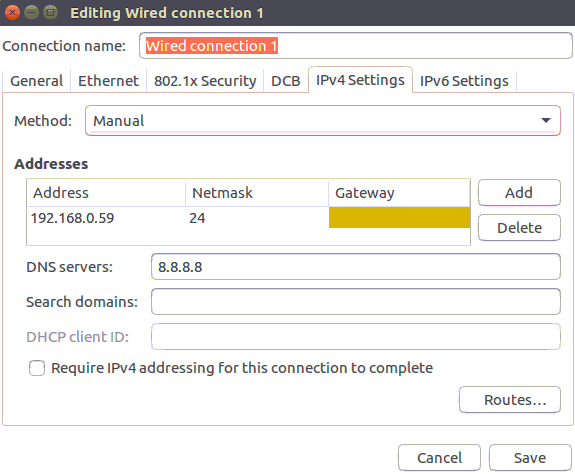 Editing Wired connection 1
Connection name: Wired connection 1
General Ethernet 802.1x Security DCB IPv4 Settings IPv6 Settings
Method: Manual
Addresses
Address Netmask Gateway Add
192.168.0.59 24
Delete
DNS servers: 8.8.8.8
Search domains:
DHCP client ID:
Require IPv4 addressing for this connection to complete
Routes...
Cancel Save